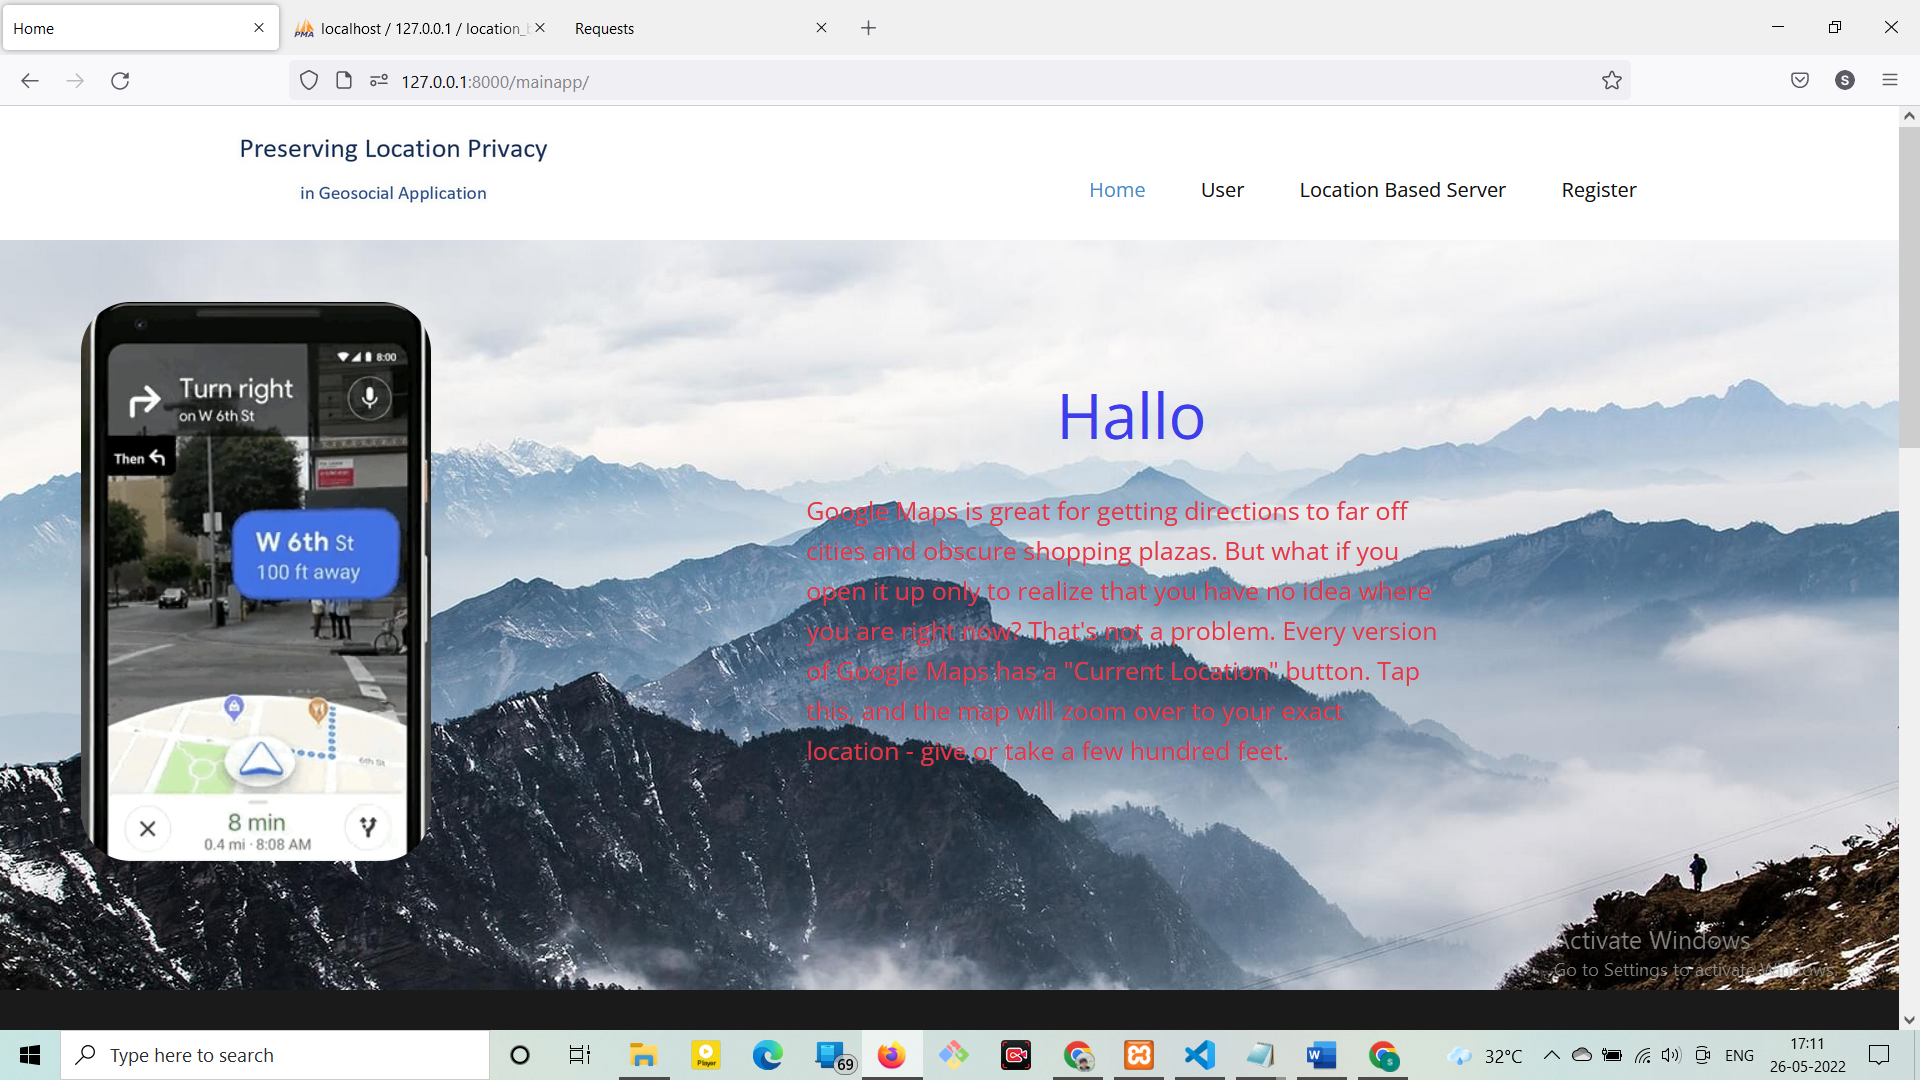 Home
localhost / 127.0.0.1 / location_
Requests
127.0.0.1:8000/mainapp/
S
Preserving Location Privacy
in Geosocial Application
Home
User
Location Based Server
Register
8:00
Turn right
on W 6th St
Then
W 6th St
100 ft away
6th St
8 min
0.4 mi · 8:08 AM
Hallo
Google Maps is great for getting directions to far off
cities and obscure shopping plazas. But what if you
open it up only to realize that you have no idea where
you are right now? That's not a problem. Every version
of Google Maps has a "Current Location" button. Tap
this, and the map will zoom over to your exact
location - give or take a few hundred feet.
Activate Windows
Go to Settings to activate Windows.
Type here to search
Player
69
S
32°C
ENG
17:11
26-05-2022